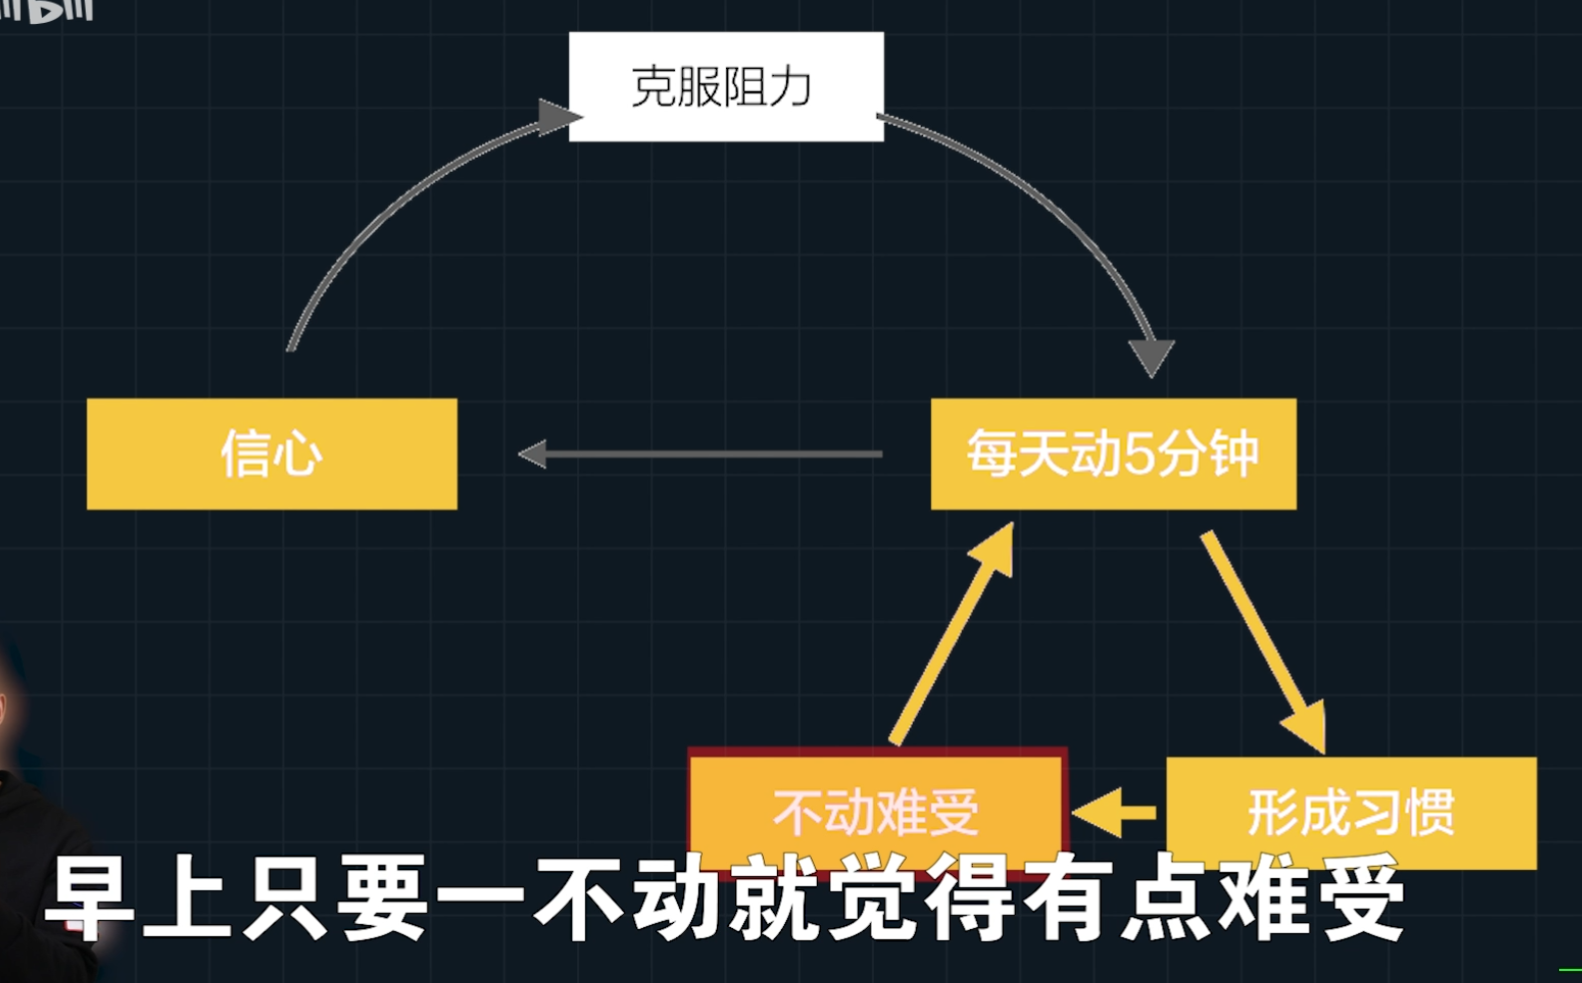 克服阻力
信心
每天动5分钟
不动难受
形成习惯
早上只要一不动就觉得有点难受